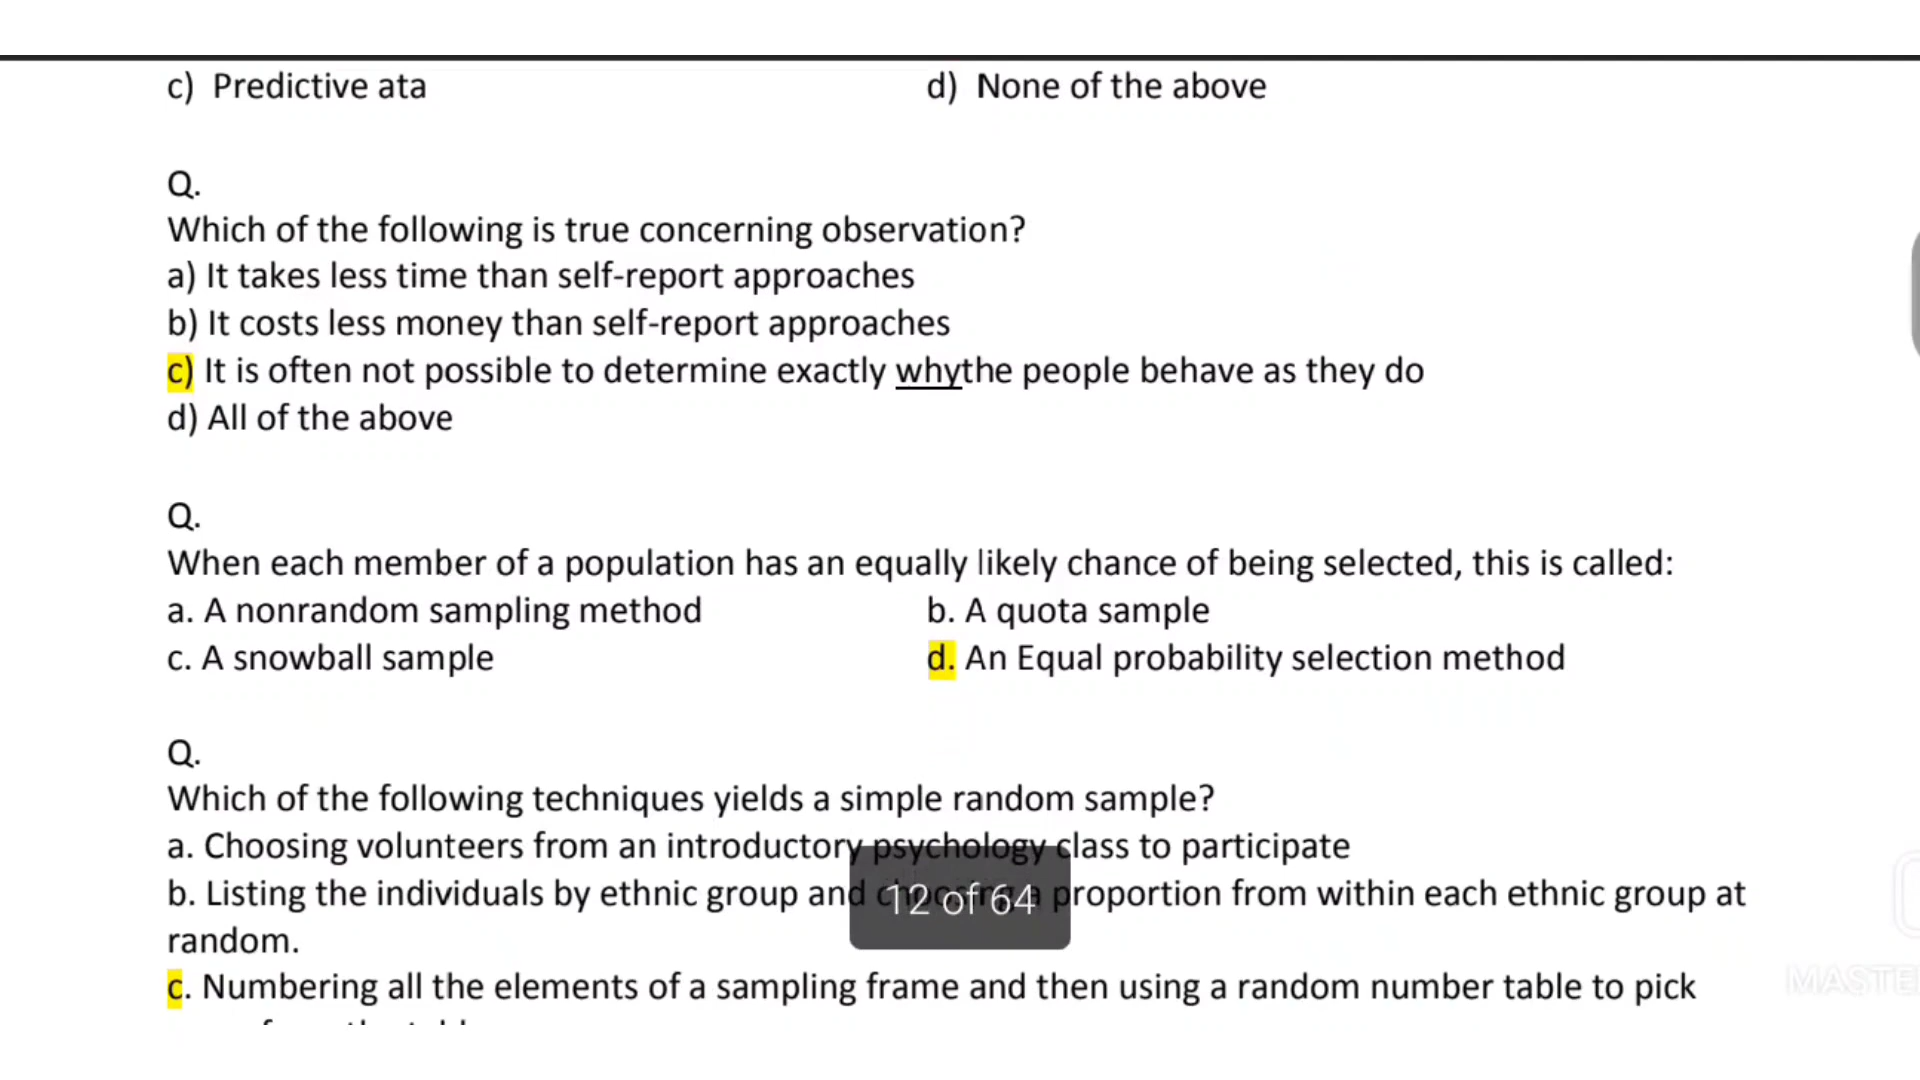 c) Predictive ata
d) None of the above
Q.
Which of the following is true concerning observation?
a) It takes less time than self-report approaches
b) It costs less money than self-report approaches
c) It is often not possible to determine exactly whythe people behave as they do
d) All of the above
Q.
When each member of a population has an equally likely chance of being selected, this is called:
a. A nonrandom sampling method
b. A quota sample
c. A snowball sample
d. An Equal probability selection method
Q.
Which of the following techniques yields a simple random sample?
a. Choosing volunteers from an introductory psychology class to participate
b. Listing the individuals by ethnic group and choosing a proportion from within each ethnic group at
12 of 64
random.
c. Numbering all the elements of a sampling frame and then using a random number table to pick